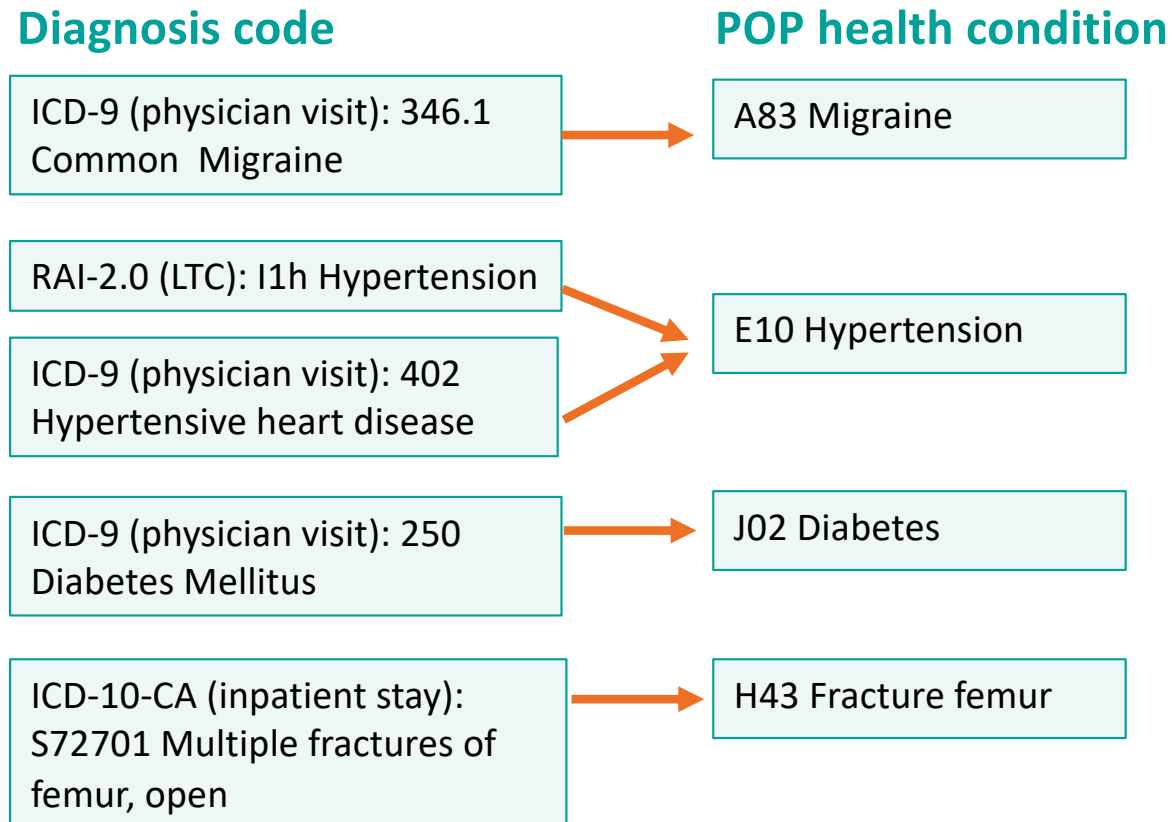 Diagnosis code
POP health condition
ICD-9 (physician visit): 346.1
Common  Migraine
A83 Migraine
RAI-2.0 (LTC): I1h Hypertension
ICD-9 (physician visit): 402
Hypertensive heart disease
E10 Hypertension
ICD-9 (physician visit): 250
Diabetes Mellitus
J02 Diabetes
ICD-10-CA (inpatient stay):
S72701 Multiple fractures of
femur, open
H43 Fracture femur